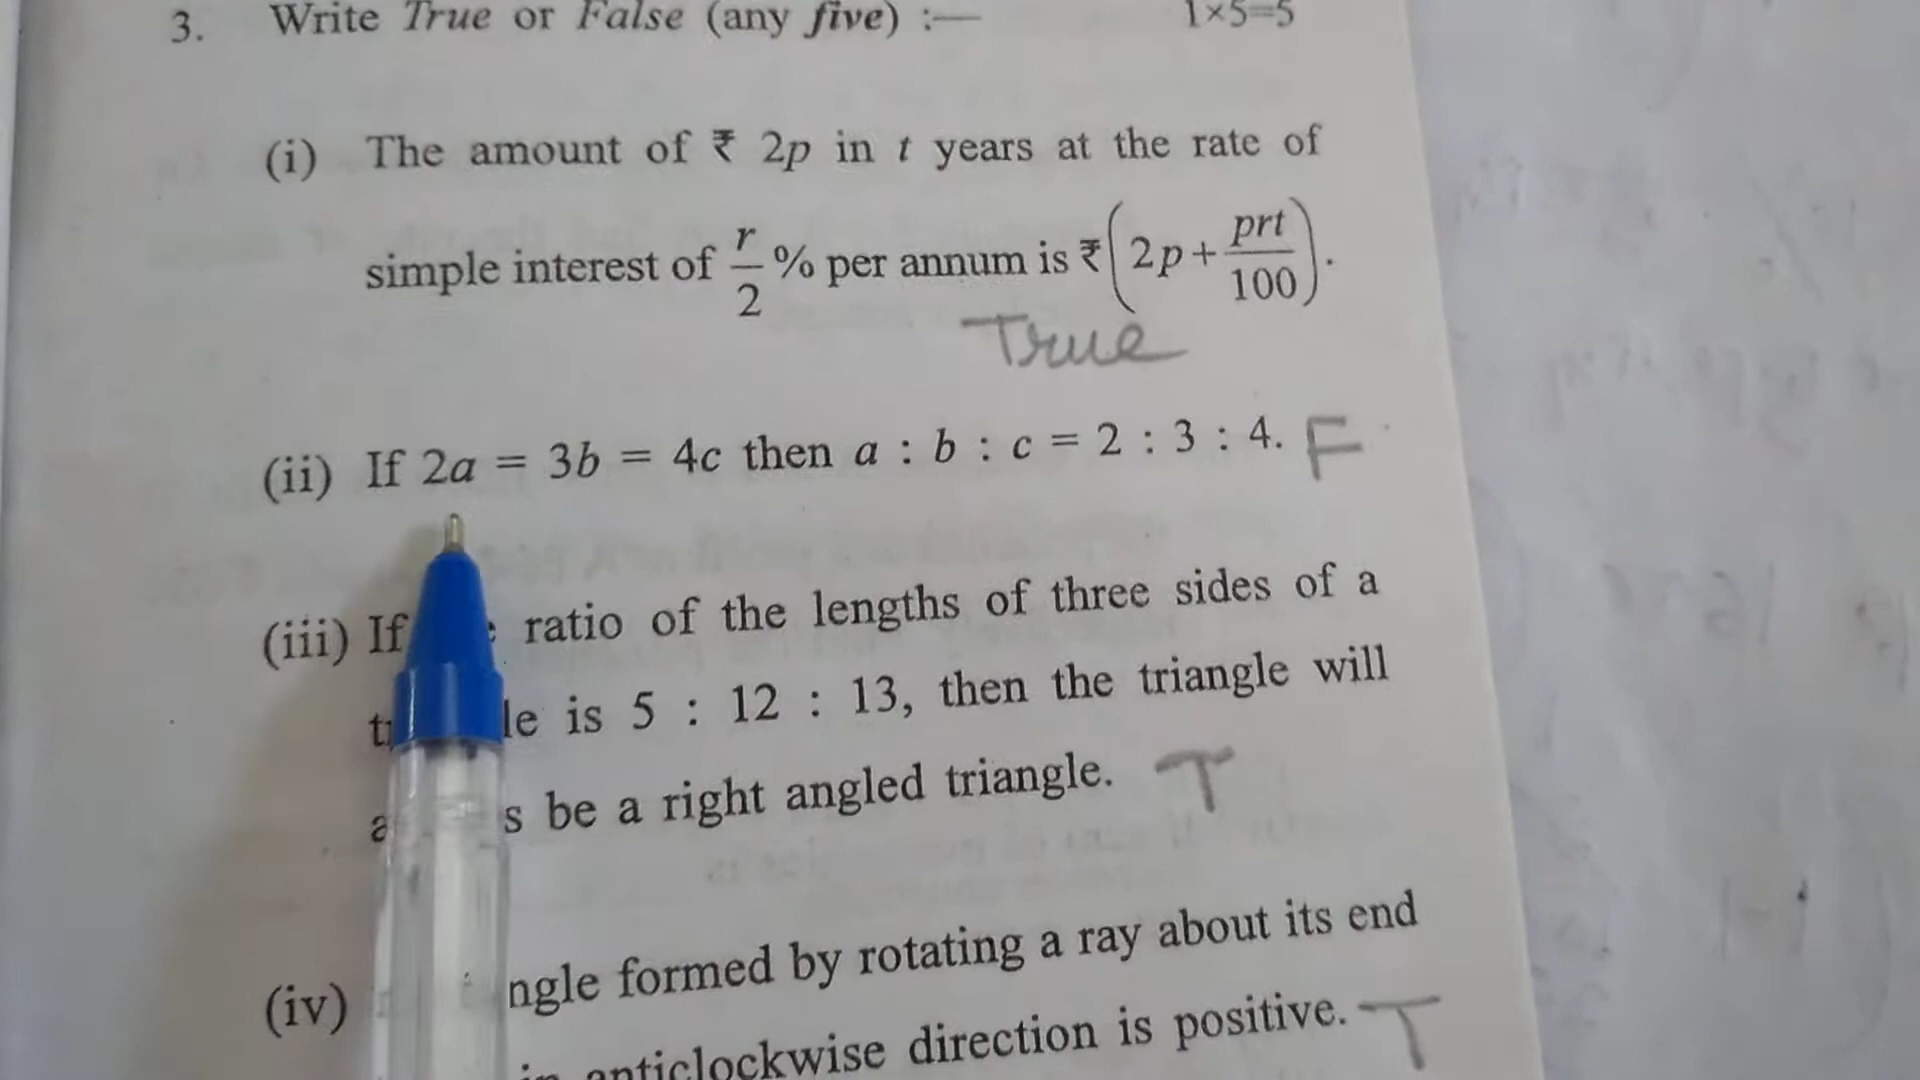 3. Write True or False (any five) :— 1×5=5
(i) The amount of ₹ 2p in t years at the rate of
simple interest of r/2 % per annum is ₹ (2p + prt/100).
True
(ii) If 2a = 3b = 4c then a : b : c = 2 : 3 : 4. F
(iii) If ratio of the lengths of three sides of a
is 5 : 12 : 13, then the triangle will
be a right angled triangle. T
(iv) formed by rotating a ray about its end
in anticlockwise direction is positive. T